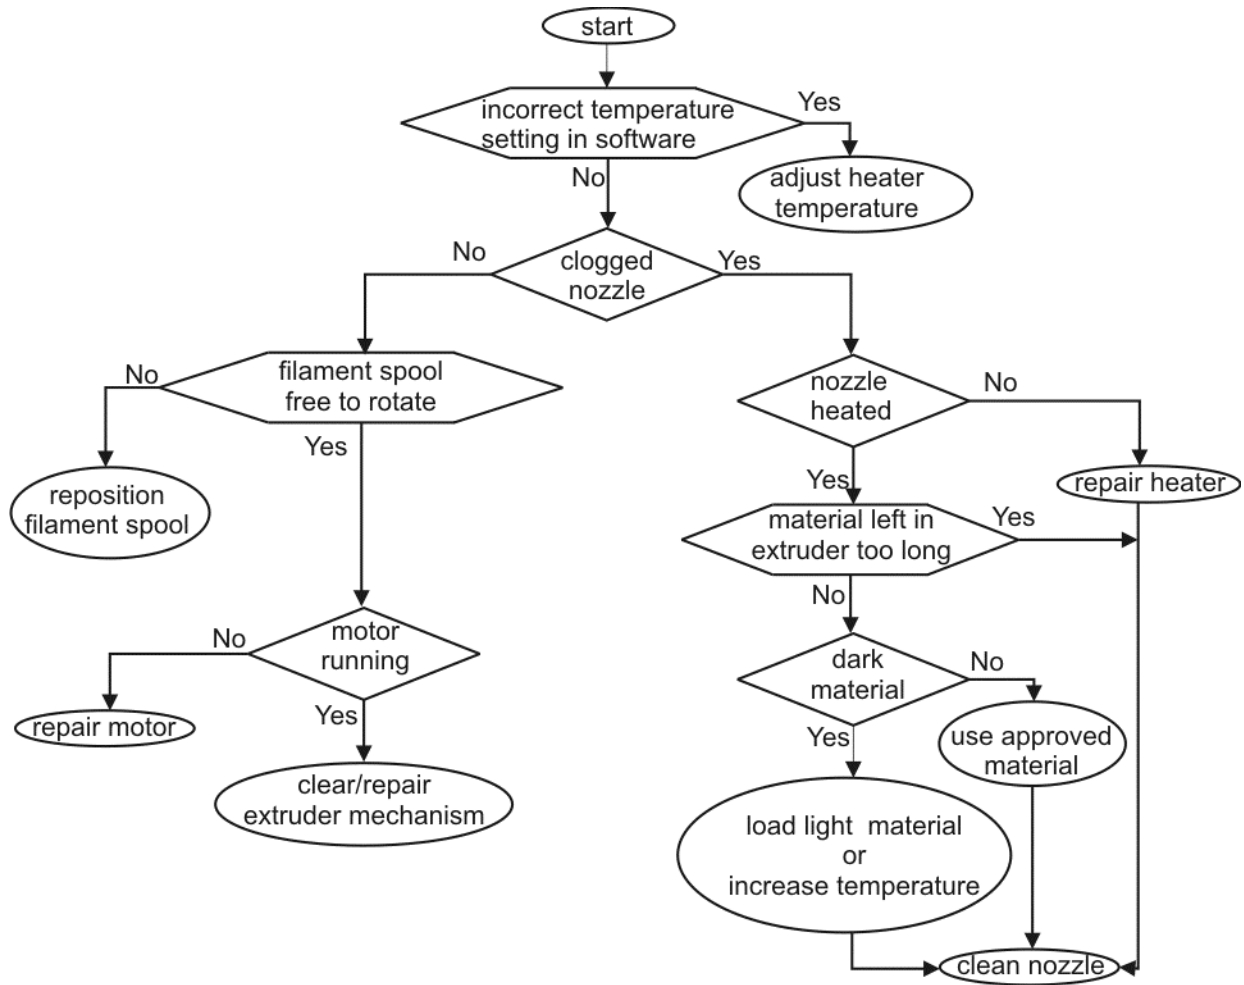 start
incorrect temperature
setting in software
Yes
No
adjust heater
temperature
clogged
nozzle
No
Yes
filament spool
free to rotate
No
Yes
reposition
filament spool
nozzle
heated
No
Yes
repair heater
material left in
extruder too long
Yes
No
motor
running
No
Yes
repair motor
clear/repair
extruder mechanism
dark
material
No
Yes
use approved
material
load light material
or
increase temperature
clean nozzle